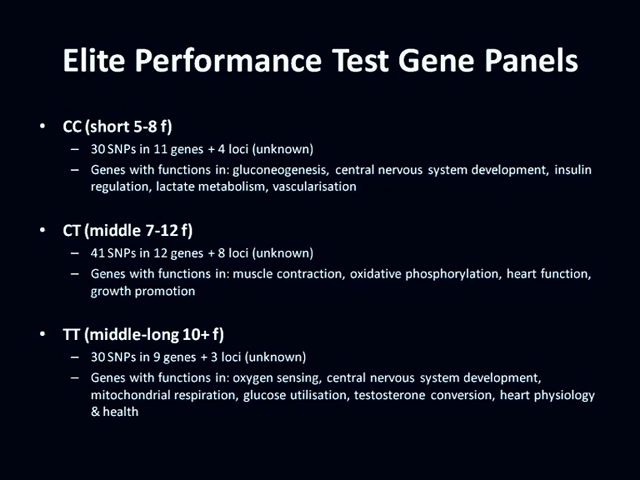 Elite Performance Test Gene Panels
• CC (short 5-8 f)
– 30 SNPs in 11 genes + 4 loci (unknown)
– Genes with functions in: gluconeogenesis, central nervous system development, insulin
regulation, lactate metabolism, vascularisation
• CT (middle 7-12 f)
– 41 SNPs in 12 genes + 8 loci (unknown)
– Genes with functions in: muscle contraction, oxidative phosphorylation, heart function,
growth promotion
• TT (middle-long 10+ f)
– 30 SNPs in 9 genes + 3 loci (unknown)
– Genes with functions in: oxygen sensing, central nervous system development,
mitochondrial respiration, glucose utilisation, testosterone conversion, heart physiology
& health